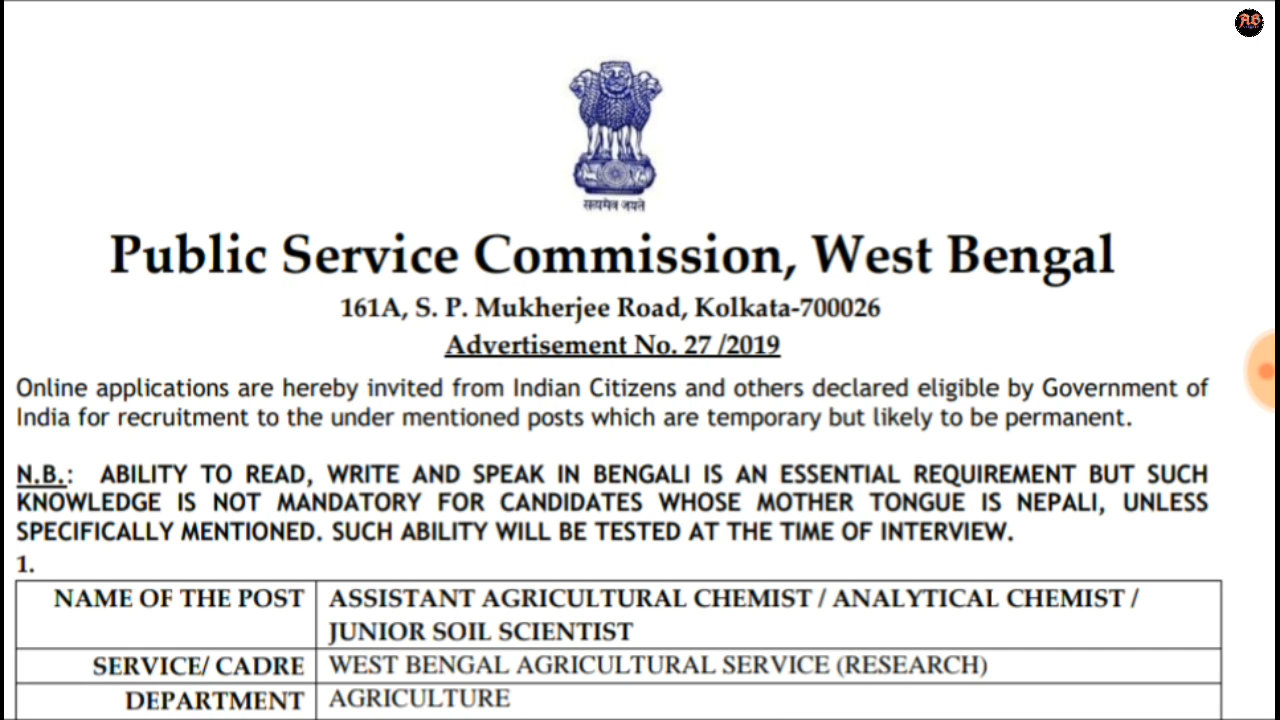 AB
सत्यमेव जयते
Public Service Commission, West Bengal
161A, S. P. Mukherjee Road, Kolkata-700026
Advertisement No. 27 /2019
Online applications are hereby invited from Indian Citizens and others declared eligible by Government of
India for recruitment to the under mentioned posts which are temporary but likely to be permanent.
N.B.: ABILITY TO READ, WRITE AND SPEAK IN BENGALI IS AN ESSENTIAL REQUIREMENT BUT SUCH
KNOWLEDGE IS NOT MANDATORY FOR CANDIDATES WHOSE MOTHER TONGUE IS NEPALI, UNLESS
SPECIFICALLY MENTIONED. SUCH ABILITY WILL BE TESTED AT THE TIME OF INTERVIEW.
1.
NAME OF THE POST ASSISTANT AGRICULTURAL CHEMIST / ANALYTICAL CHEMIST /
JUNIOR SOIL SCIENTIST
SERVICE/ CADRE WEST BENGAL AGRICULTURAL SERVICE (RESEARCH)
DEPARTMENT AGRICULTURE